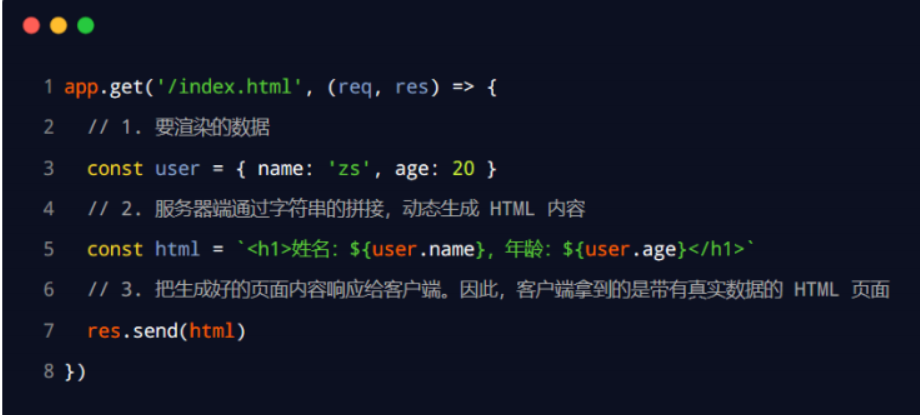 1 app.get('/index.html', (req, res) => {
2   // 1. 要渲染的数据
3   const user = { name: 'zs', age: 20 }
4   // 2. 服务器端通过字符串的拼接，动态生成 HTML 内容
5   const html = `<h1>姓名：${user.name}, 年龄：${user.age}</h1>`
6   // 3. 把生成好的页面内容响应给客户端。因此，客户端拿到的是带有真实数据的 HTML 页面
7   res.send(html)
8 })